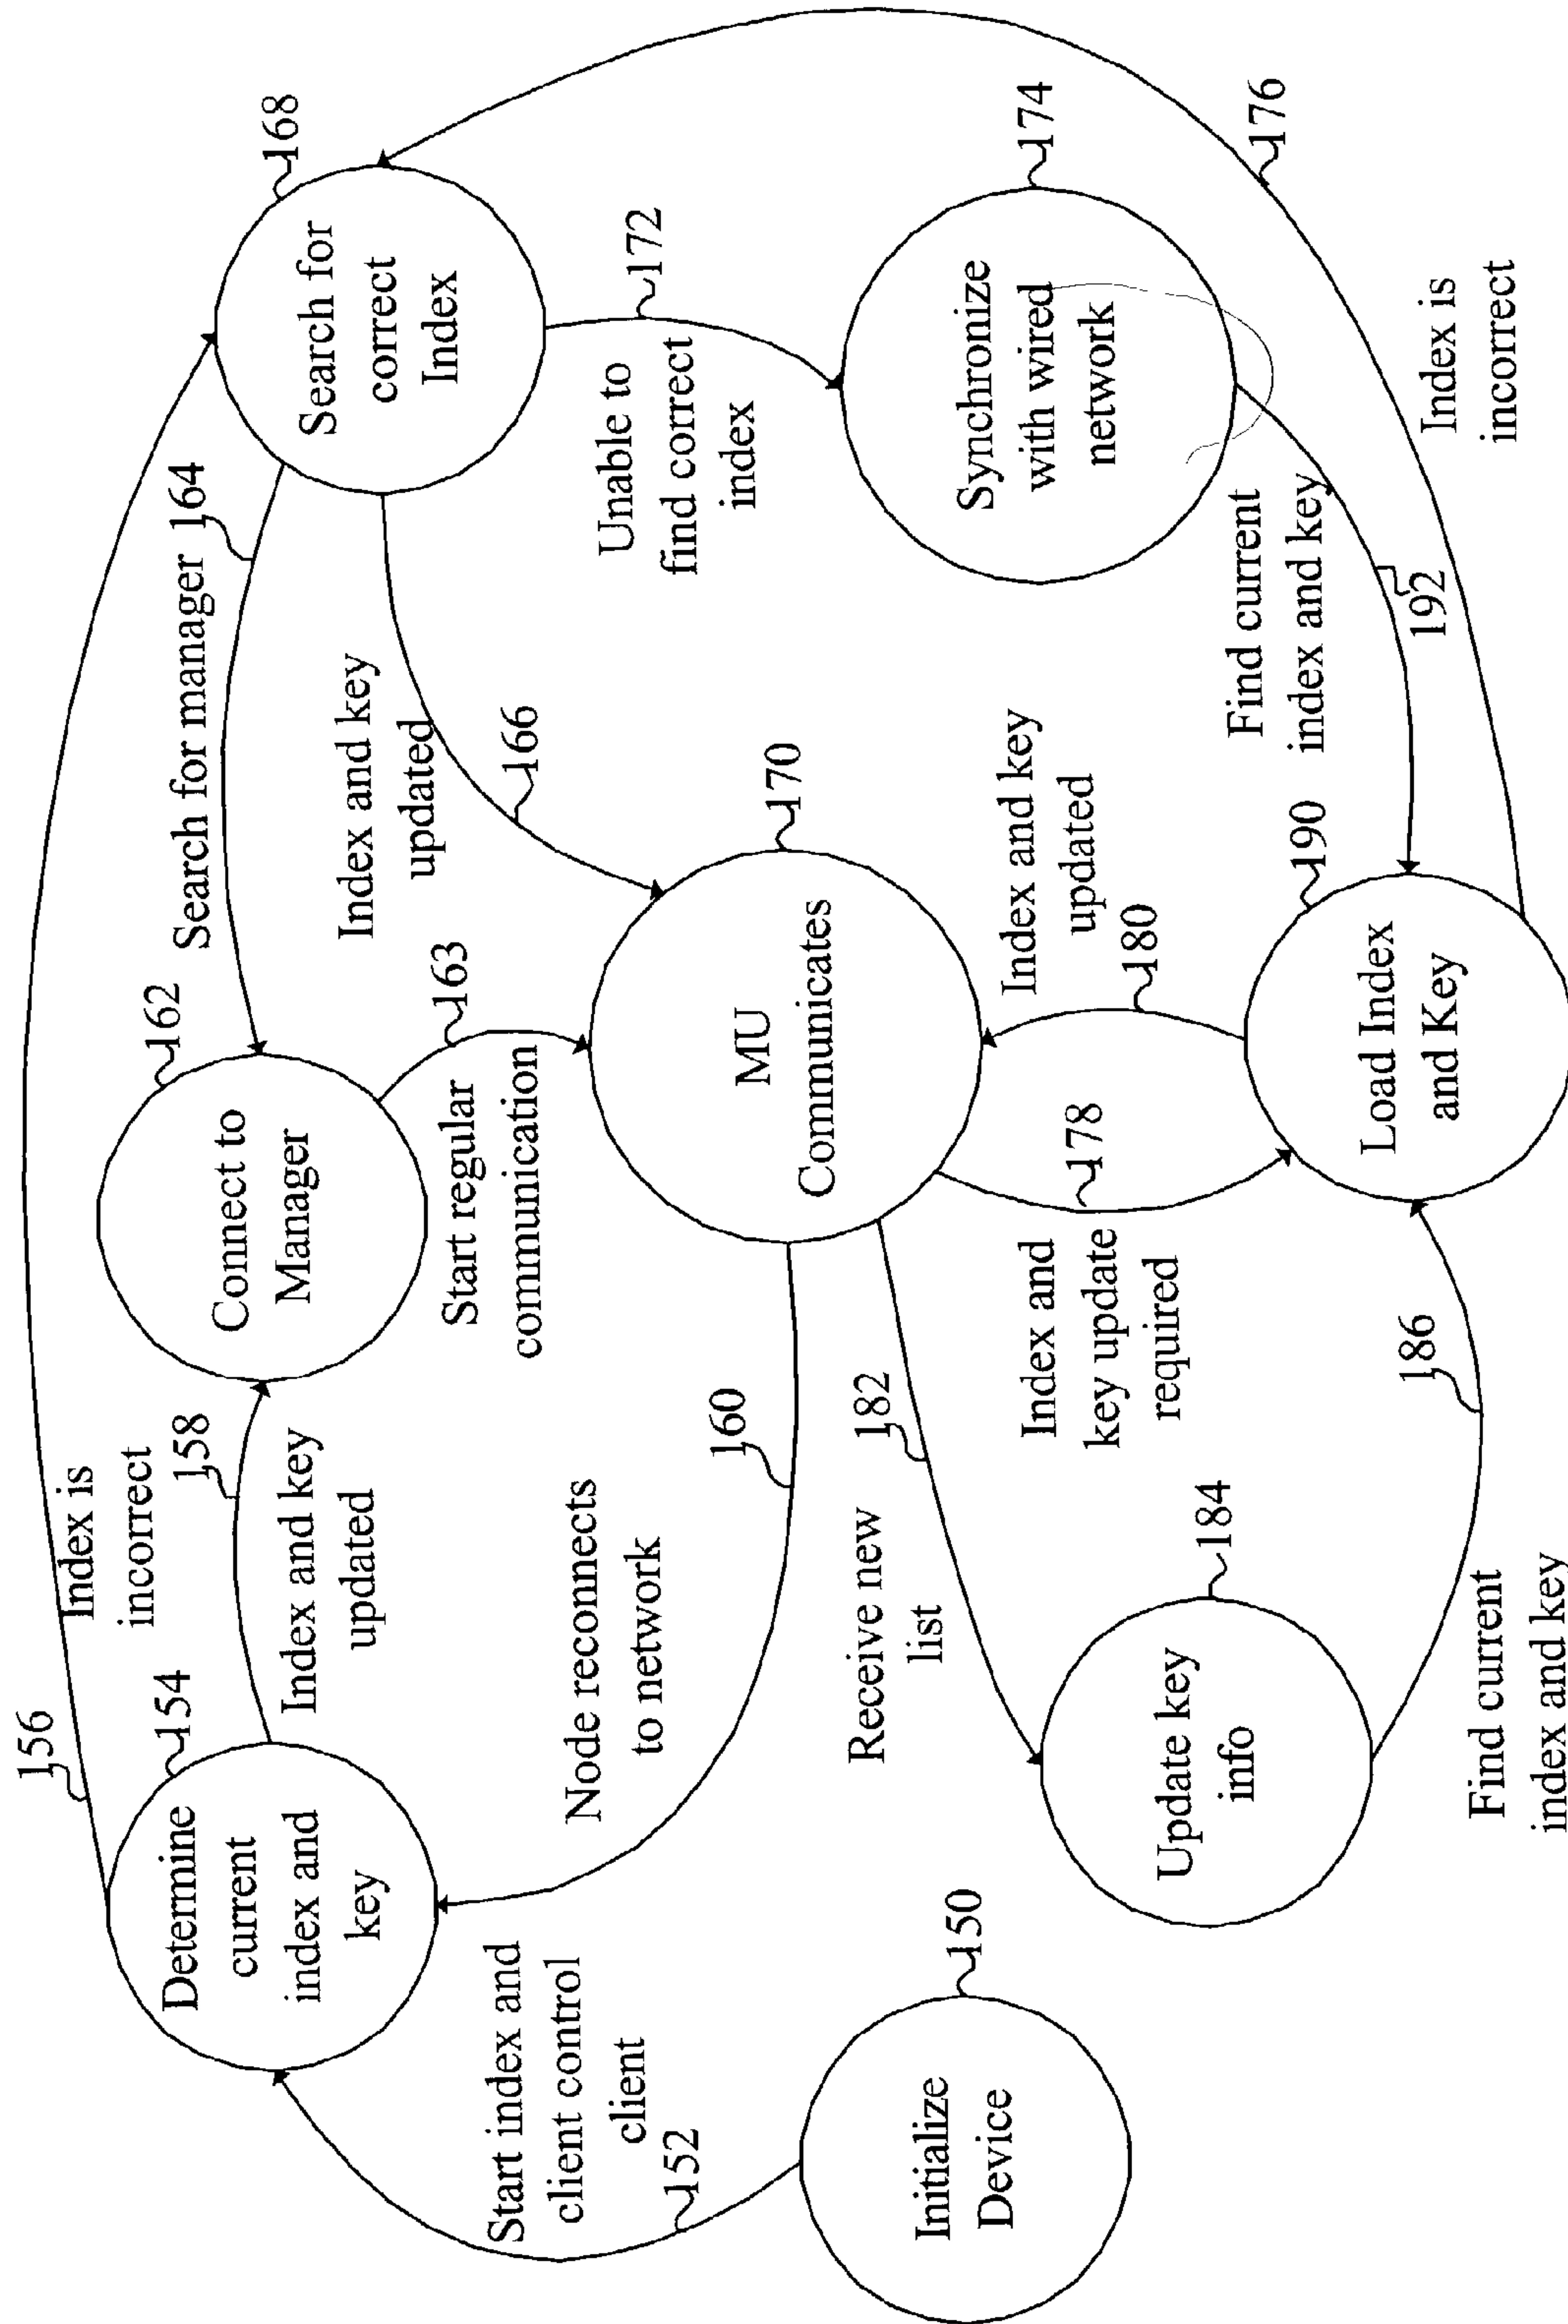 156
Index is
incorrect
Determine
current
index and
key
154
158
Index and key
updated
Connect to
Manager
162
Search for manager 164
Search for
correct
Index
168
Start index and
client control
client
152
Node reconnects
to network
160
Start regular
communication
163
Index and key
updated
166
Unable to
find correct
index
172
Initialize
Device
150
Receive new
list
182
MU
Communicates
170
Synchronize
with wired
network
174
Update key
info
184
Index and
key update
required
178
Index and key
updated
180
Find current
index and key
192
176
Find current
index and key
186
Load Index
and Key
190
Index is
incorrect